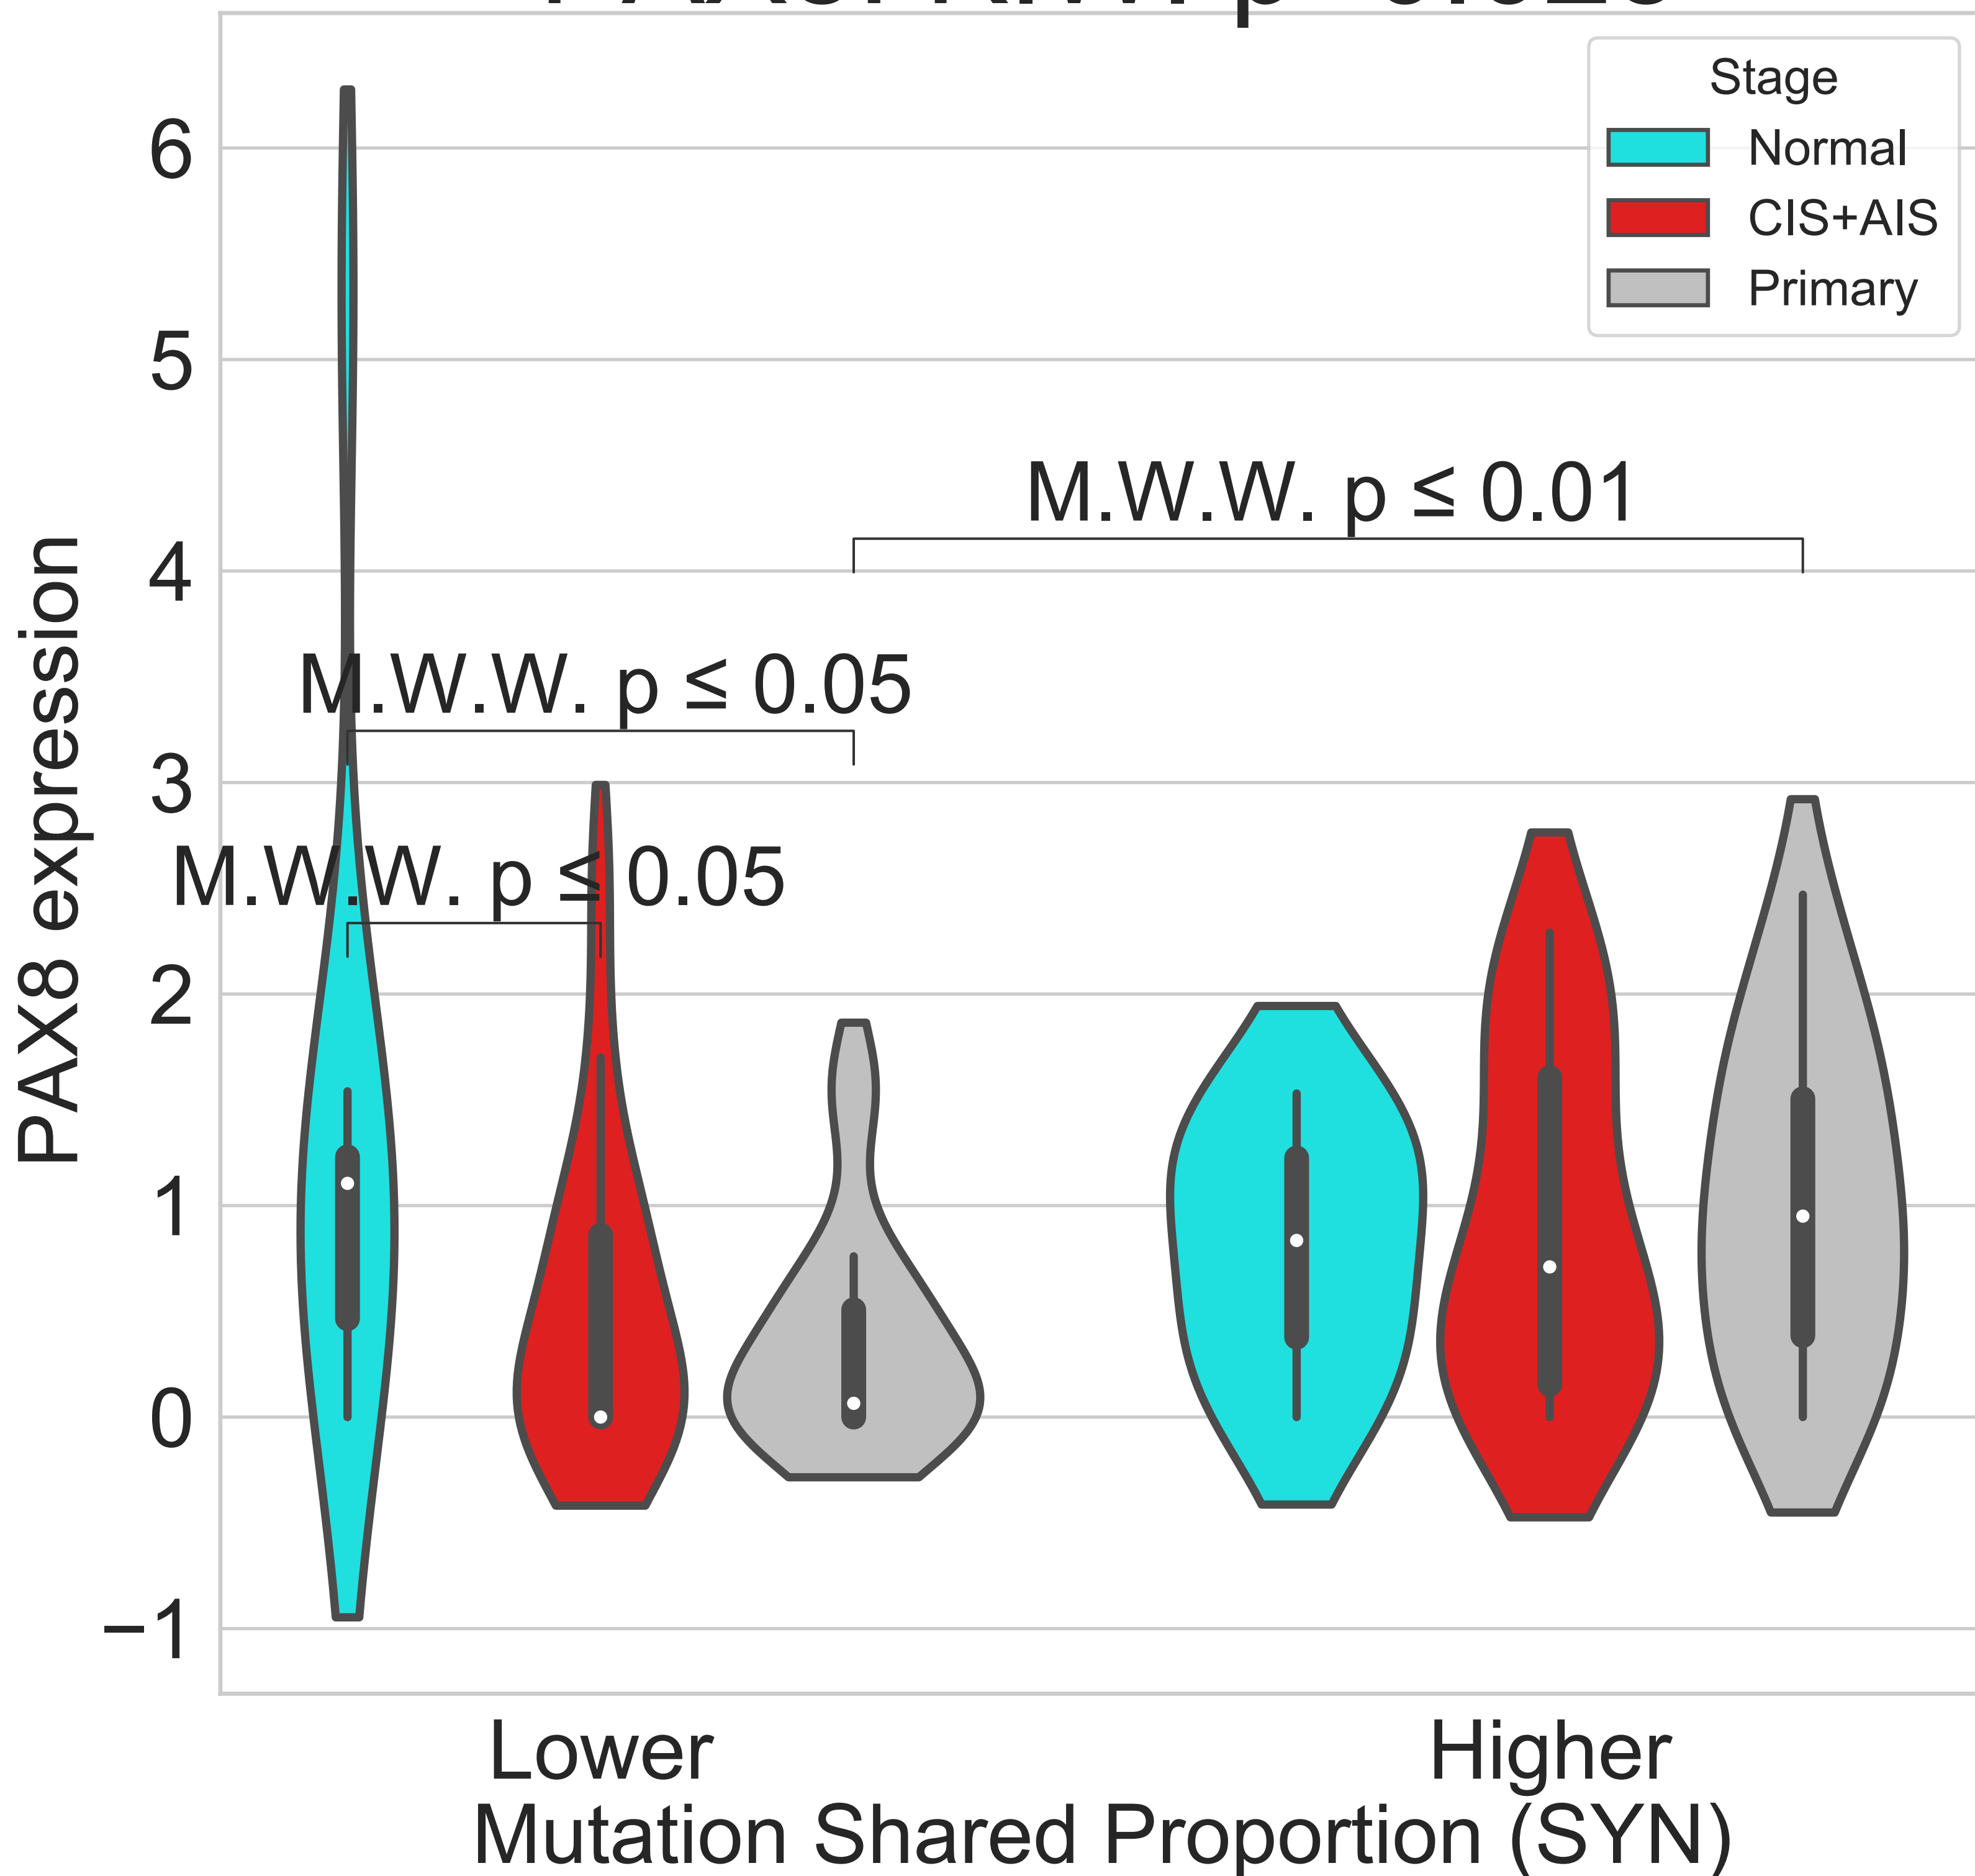 Stage
Normal
CIS+AIS
Primary
6
5
4
3
2
1
0
−1
PAX8 expression
M.W.W. p ≤ 0.01
M.W.W. p ≤ 0.05
M.W.W. p ≤ 0.05
Lower
Higher
Mutation Shared Proportion (SYN)